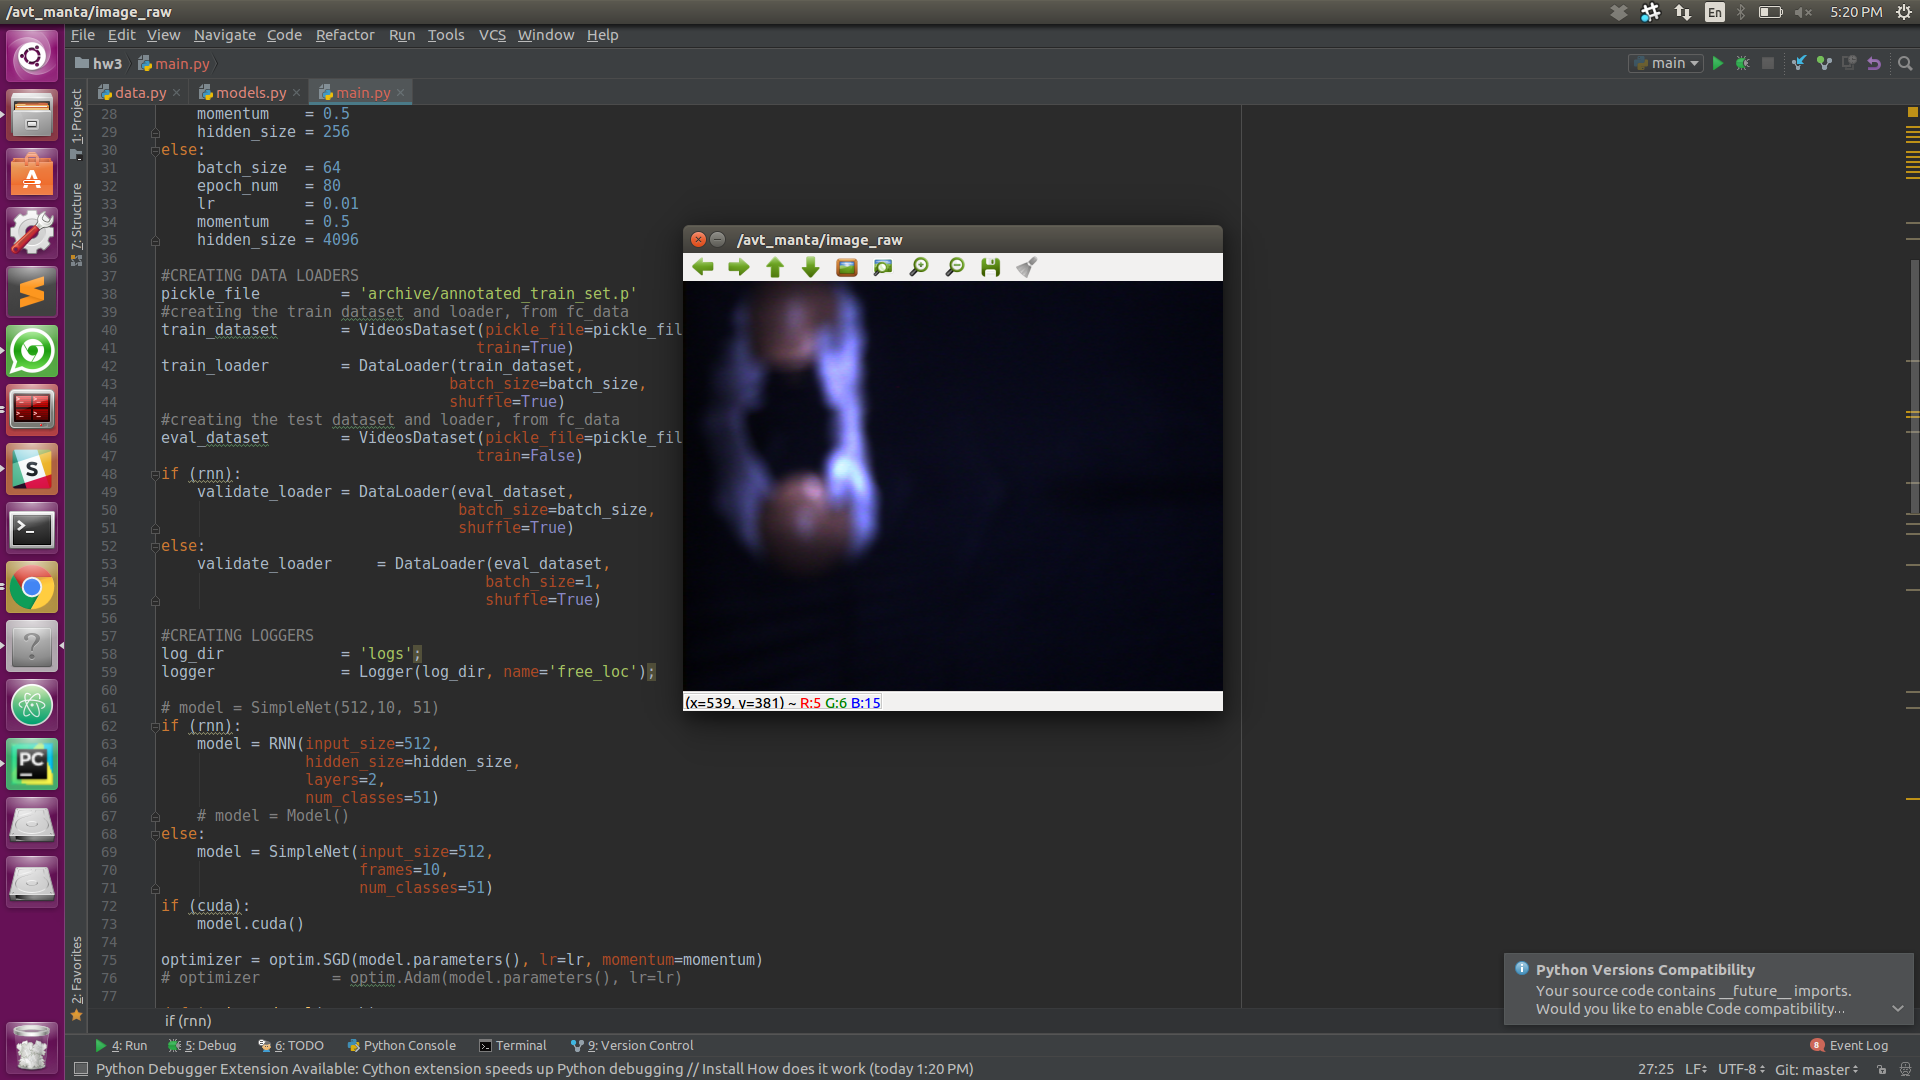 /avt_manta/image_raw
En
5:20 PM
File Edit View Navigate Code Refactor Run Tools VCS Window Help
hw3 main.py
main
data.py models.py main.py
1: Project
7: Structure
2: Favorites
28 momentum = 0.5
29 hidden_size = 256
30 else:
31 batch_size = 64
32 epoch_num = 80
33 lr = 0.01
34 momentum = 0.5
35 hidden_size = 4096
36
37 #CREATING DATA LOADERS
38 pickle_file = 'archive/annotated_train_set.p'
39 #creating the train dataset and loader, from fc_data
40 train_dataset = VideosDataset(pickle_file=pickle_fil
41 train=True)
42 train_loader = DataLoader(train_dataset,
43 batch_size=batch_size,
44 shuffle=True)
45 #creating the test dataset and loader, from fc_data
46 eval_dataset = VideosDataset(pickle_file=pickle_fil
47 train=False)
48 if (rnn):
49 validate_loader = DataLoader(eval_dataset,
50 batch_size=batch_size,
51 shuffle=True)
52 else:
53 validate_loader = DataLoader(eval_dataset,
54 batch_size=1,
55 shuffle=True)
56
57 #CREATING LOGGERS
58 log_dir = 'logs';
59 logger = Logger(log_dir, name='free_loc');
60
61 # model = SimpleNet(512,10, 51)
62 if (rnn):
63 model = RNN(input_size=512,
64 hidden_size=hidden_size,
65 layers=2,
66 num_classes=51)
67 # model = Model()
68 else:
69 model = SimpleNet(input_size=512,
70 frames=10,
71 num_classes=51)
72 if (cuda):
73 model.cuda()
74
75 optimizer = optim.SGD(model.parameters(), lr=lr, momentum=momentum)
76 # optimizer = optim.Adam(model.parameters(), lr=lr)
77
/avt_manta/image_raw
(x=539, y=381) ~ R:5 G:6 B:15
S
PC
Python Versions Compatibility
Your source code contains __future__ imports.
Would you like to enable Code compatibility...
if (rnn)
4: Run 5: Debug 6: TODO Python Console Terminal 9: Version Control
8 Event Log
Python Debugger Extension Available: Cython extension speeds up Python debugging // Install How does it work (today 1:20 PM)
27:25 LF UTF-8 Git: master